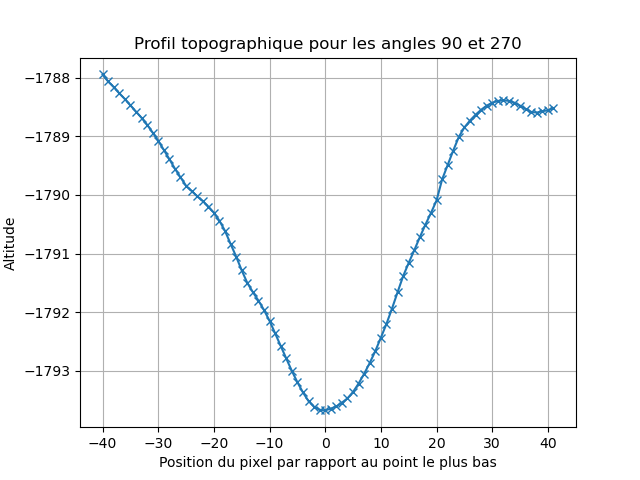 Profil topographique pour les angles 90 et 270
Altitude
−1788
−1789
−1790
−1791
−1792
−1793
−40 −30 −20 −10 0 10 20 30 40
Position du pixel par rapport au point le plus bas